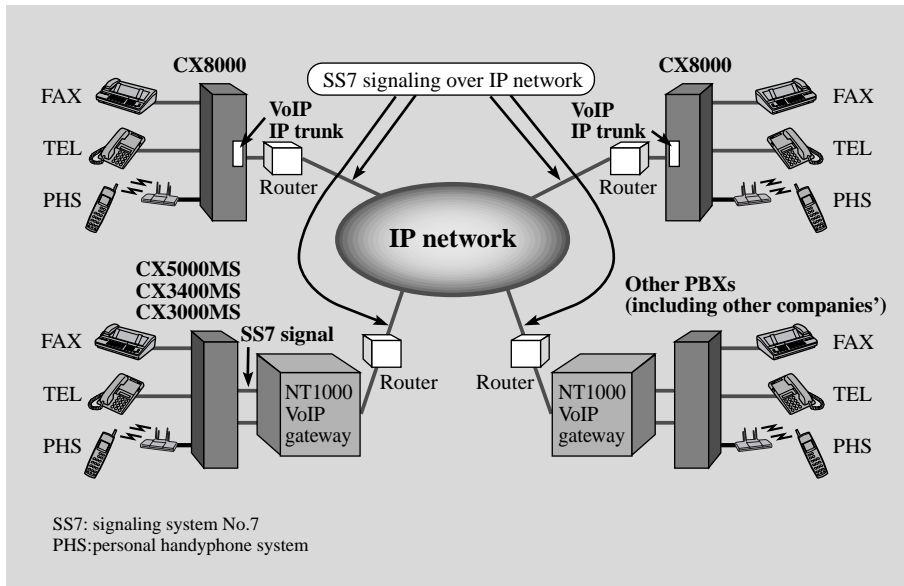 CX8000
SS7 signaling over IP network
CX8000
FAX
VoIP
IP trunk
TEL
Router
PHS
VoIP
IP trunk
FAX
TEL
Router
PHS
IP network
CX5000MS
CX3400MS
CX3000MS
Other PBXs
(including other companies’)
FAX
SS7 signal
TEL
NT1000
VoIP
gateway
Router
PHS
Router
NT1000
VoIP
gateway
FAX
TEL
PHS
SS7: signaling system No.7
PHS:personal handyphone system